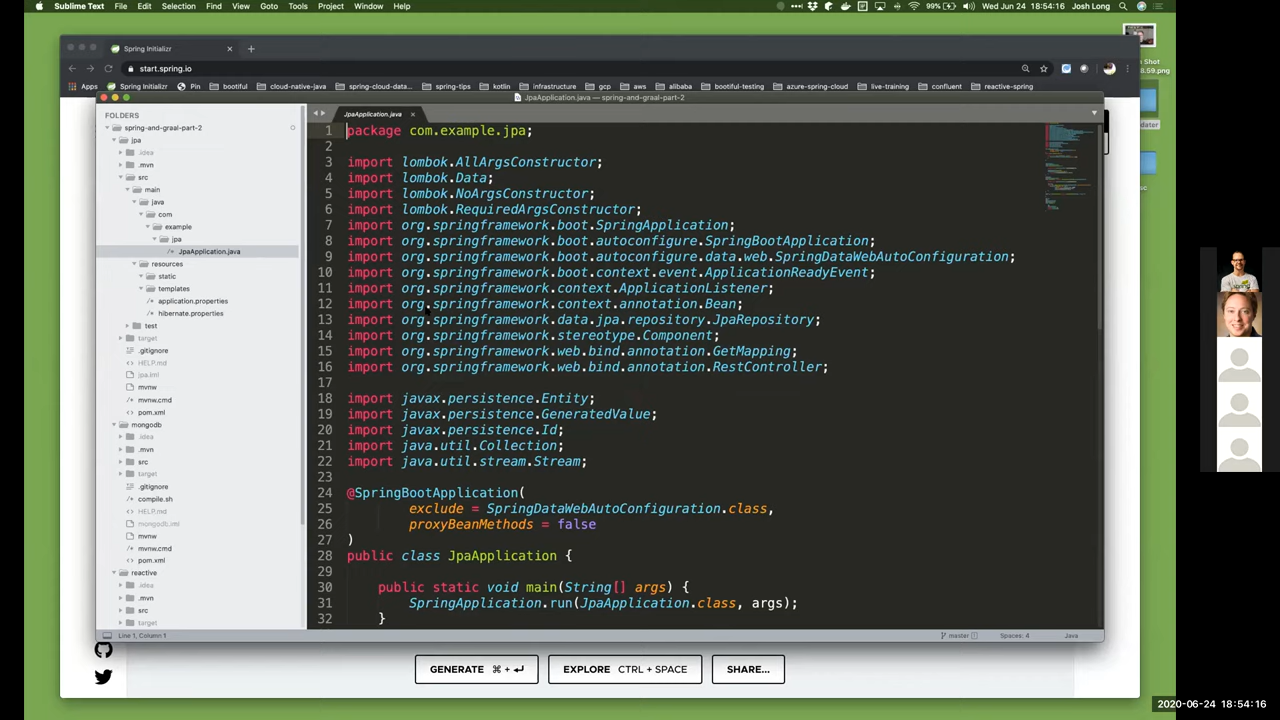 Sublime Text File Edit Selection Find View Goto Tools Project Window Help 99% Wed Jun 24 18:54:16 Josh Long
Spring Initializr
start.spring.io
Apps Spring Initializr Pin bootiful cloud-native-java spring-cloud-data... spring-tips kotlin infrastructure gcp aws alibaba bootiful-testing azure-spring-cloud live-training confluent reactive-spring
JpaApplication.java — spring-and-graal-part-2
FOLDERS
spring-and-graal-part-2
jpa
.idea
.mvn
src
main
java
com
example
jpa
JpaApplication.java
resources
static
templates
application.properties
hibernate.properties
test
target
.gitignore
HELP.md
jpa.iml
mvnw
mvnw.cmd
pom.xml
mongodb
.idea
.mvn
src
target
.gitignore
compile.sh
HELP.md
mongodb.iml
mvnw
mvnw.cmd
pom.xml
reactive
.idea
.mvn
src
target
JpaApplication.java
1 package com.example.jpa;
2
3 import lombok.AllArgsConstructor;
4 import lombok.Data;
5 import lombok.NoArgsConstructor;
6 import lombok.RequiredArgsConstructor;
7 import org.springframework.boot.SpringApplication;
8 import org.springframework.boot.autoconfigure.SpringBootApplication;
9 import org.springframework.boot.autoconfigure.data.web.SpringDataWebAutoConfiguration;
10 import org.springframework.boot.context.event.ApplicationReadyEvent;
11 import org.springframework.context.ApplicationListener;
12 import org.springframework.context.annotation.Bean;
13 import org.springframework.data.jpa.repository.JpaRepository;
14 import org.springframework.stereotype.Component;
15 import org.springframework.web.bind.annotation.GetMapping;
16 import org.springframework.web.bind.annotation.RestController;
17
18 import javax.persistence.Entity;
19 import javax.persistence.GeneratedValue;
20 import javax.persistence.Id;
21 import java.util.Collection;
22 import java.util.stream.Stream;
23
24 @SpringBootApplication(
25 exclude = SpringDataWebAutoConfiguration.class,
26 proxyBeanMethods = false
27 )
28 public class JpaApplication {
29
30 public static void main(String[] args) {
31 SpringApplication.run(JpaApplication.class, args);
32 }
Line 1, Column 1 master Spaces: 4 Java
GENERATE ⌘ + ↵ EXPLORE CTRL + SPACE SHARE...
2020-06-24 18:54:16